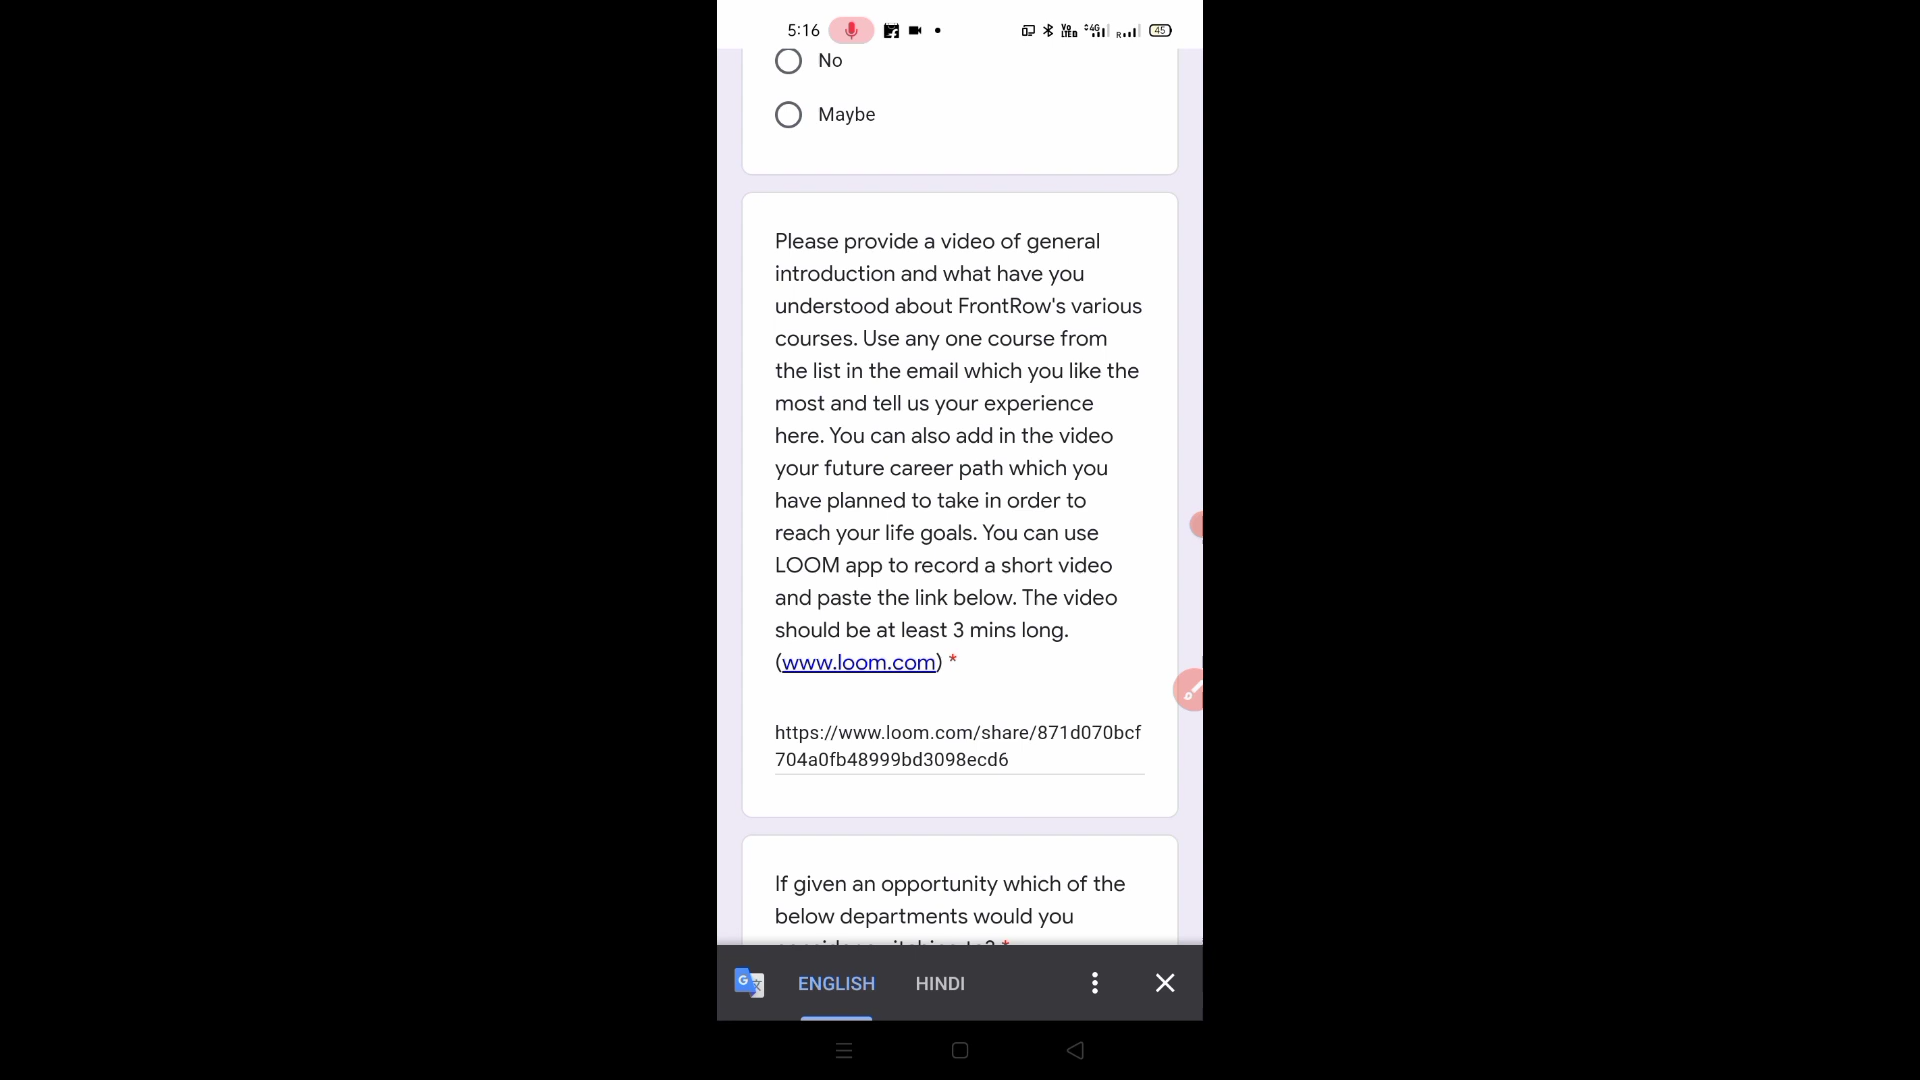 5:16
Vo
LTE
4G
R
45
No
Maybe
Please provide a video of general
introduction and what have you
understood about FrontRow's various
courses. Use any one course from
the list in the email which you like the
most and tell us your experience
here. You can also add in the video
your future career path which you
have planned to take in order to
reach your life goals. You can use
LOOM app to record a short video
and paste the link below. The video
should be at least 3 mins long.
(www.loom.com) *
https://www.loom.com/share/871d070bcf
704a0fb48999bd3098ecd6
If given an opportunity which of the
below departments would you
ENGLISH HINDI